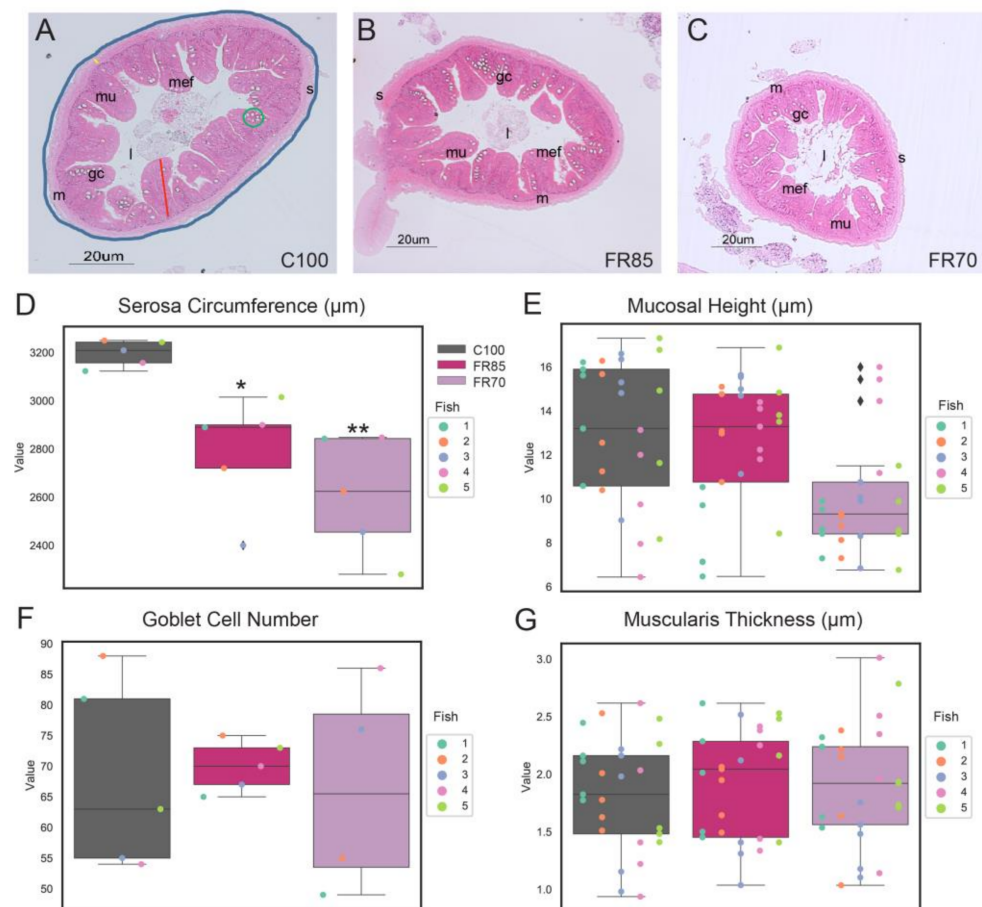 A
mef
mu
s
l
gc
m
20um
C100
B
gc
s
l
mu
mef
m
20um
FR85
C
m
gc
l
s
mef
mu
20um
FR70
D
Serosa Circumference (µm)
Value
3200
3000
2800
2600
2400
*
**
C100
FR85
FR70
Fish
1
2
3
4
5
E
Mucosal Height (µm)
Value
16
14
12
10
8
6
Fish
1
2
3
4
5
F
Goblet Cell Number
Value
90
85
80
75
70
65
60
55
50
Fish
1
2
3
4
5
G
Muscularis Thickness (µm)
Value
3.0
2.5
2.0
1.5
1.0
Fish
1
2
3
4
5